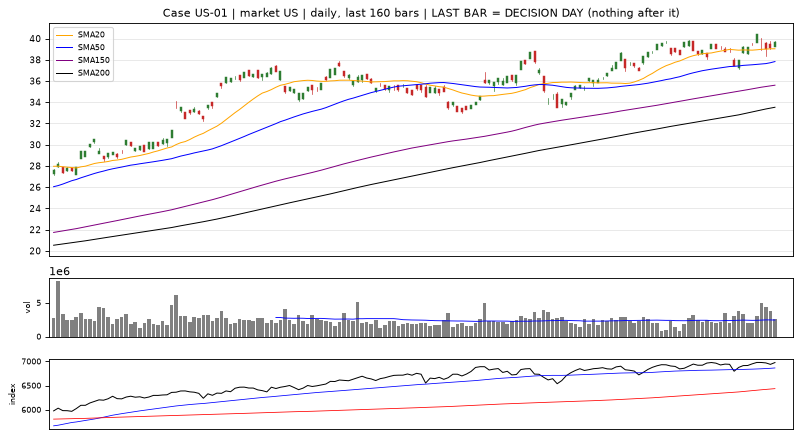 Case US-01 | market US | daily, last 160 bars | LAST BAR = DECISION DAY (nothing after it)
SMA20
SMA50
SMA150
SMA200
40
38
36
34
32
30
28
26
24
22
20
1e6
5
0
vol
7000
6500
6000
index